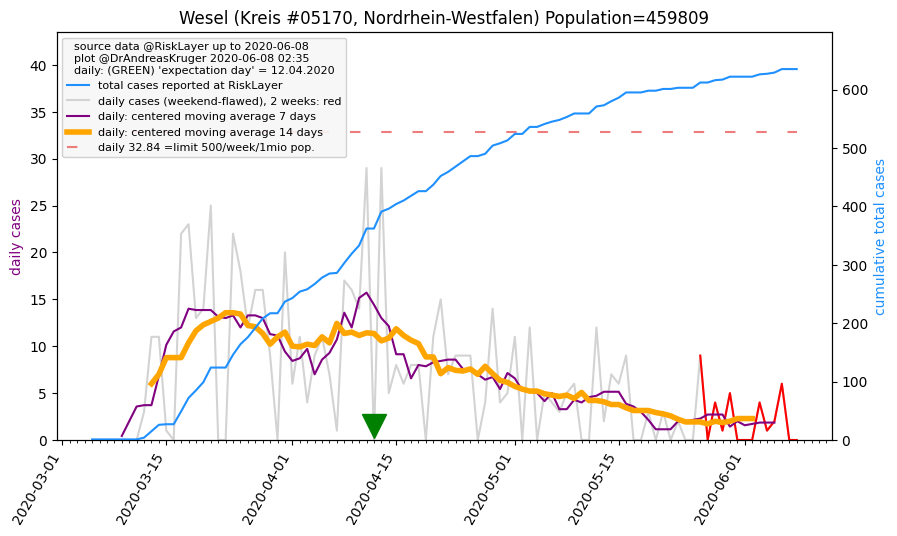 Wesel (Kreis #05170, Nordrhein-Westfalen) Population=459809
source data @RiskLayer up to 2020-06-08
plot @DrAndreasKruger 2020-06-08 02:35
daily: (GREEN) 'expectation day' = 12.04.2020
total cases reported at RiskLayer
daily cases (weekend-flawed), 2 weeks: red
daily: centered moving average 7 days
daily: centered moving average 14 days
daily 32.84 =limit 500/week/1mio pop.
daily cases
40
35
30
25
20
15
10
5
0
cumulative total cases
600
500
400
300
200
100
0
2020-03-01
2020-03-15
2020-04-01
2020-04-15
2020-05-01
2020-05-15
2020-06-01